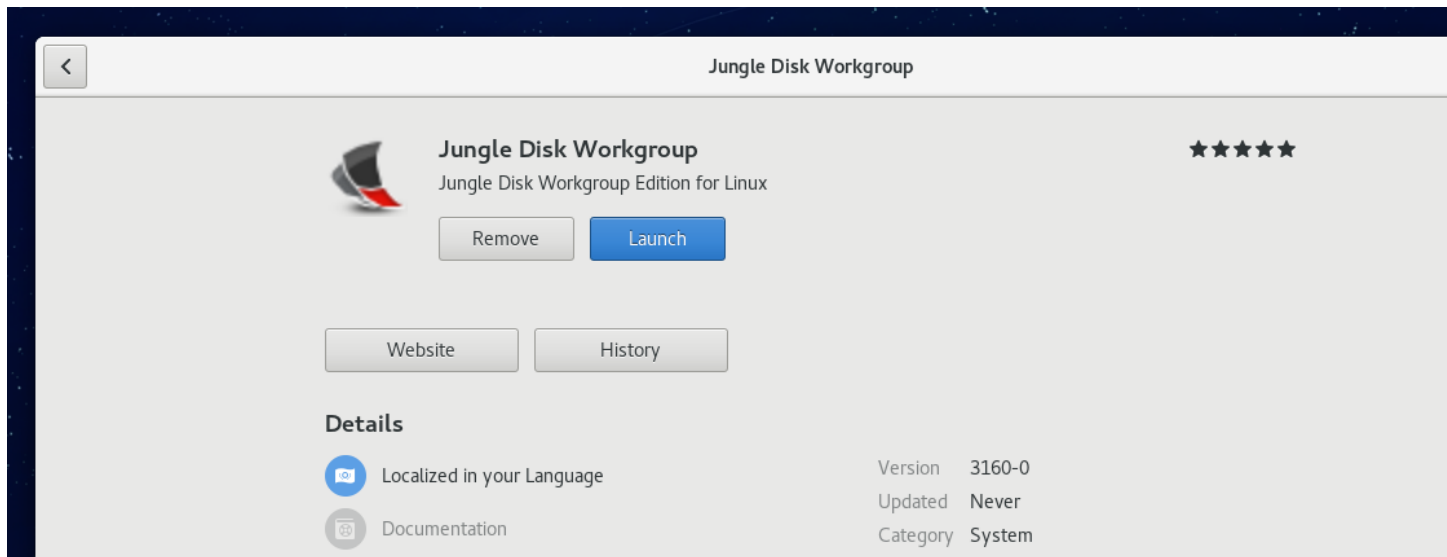 Jungle Disk Workgroup
Jungle Disk Workgroup
Jungle Disk Workgroup Edition for Linux
Remove
Launch
Website
History
Details
Localized in your Language
Documentation
Version 3160-0
Updated Never
Category System